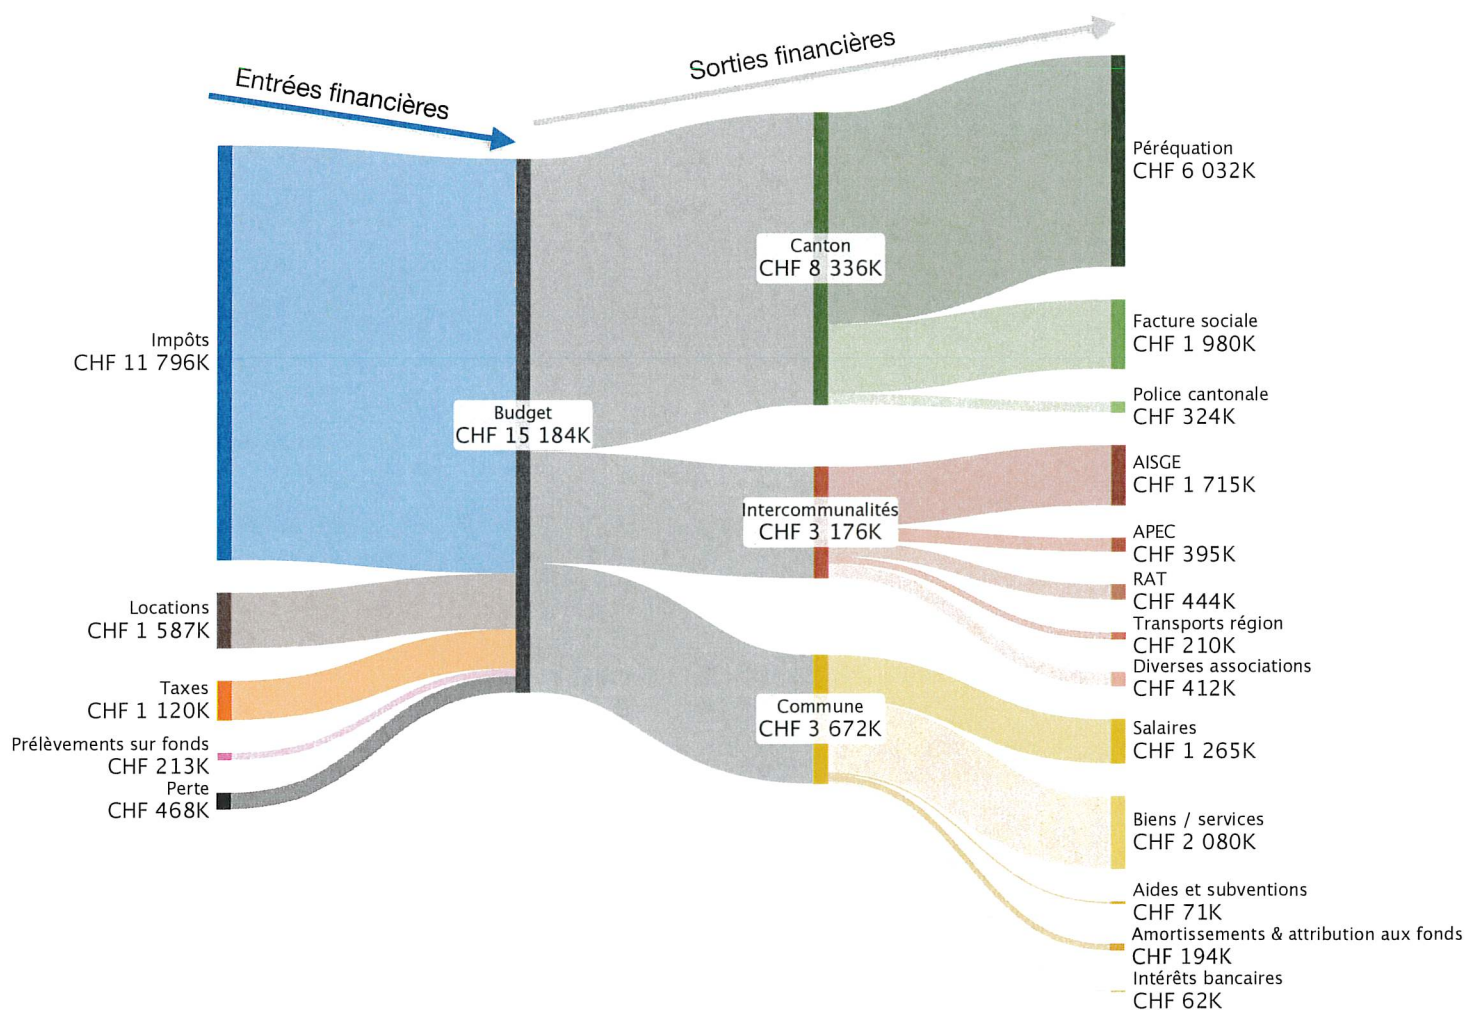 Entrées financières
Sorties financières
Impôts
CHF 11 796K
Locations
CHF 1 587K
Taxes
CHF 1 120K
Prélèvements sur fonds
CHF 213K
Perte
CHF 468K
Budget
CHF 15 184K
Canton
CHF 8 336K
Intercommunalités
CHF 3 176K
Commune
CHF 3 672K
Péréquation
CHF 6 032K
Facture sociale
CHF 1 980K
Police cantonale
CHF 324K
AISGE
CHF 1 715K
APEC
CHF 395K
RAT
CHF 444K
Transports région
CHF 210K
Diverses associations
CHF 412K
Salaires
CHF 1 265K
Biens / services
CHF 2 080K
Aides et subventions
CHF 71K
Amortissements & attribution aux fonds
CHF 194K
Intérêts bancaires
CHF 62K